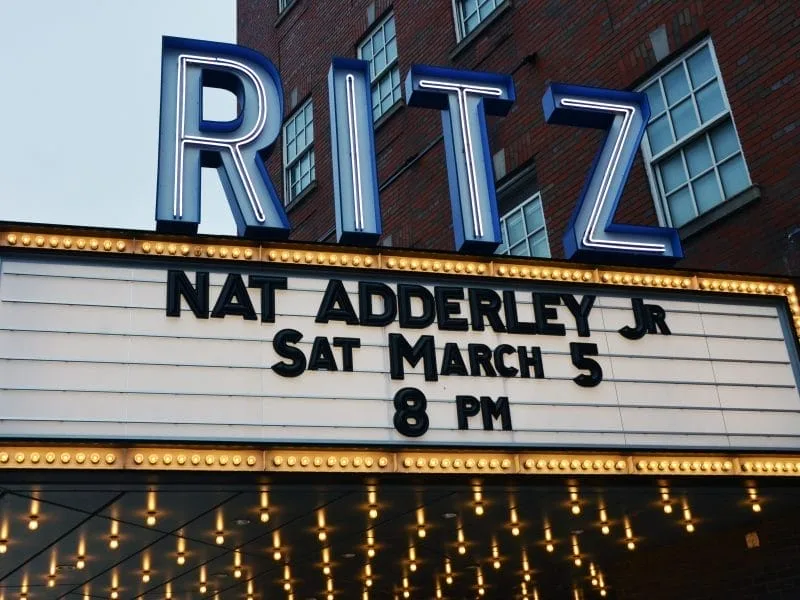 RITZ
NAT ADDERLEY JR
SAT MARCH 5
8 PM